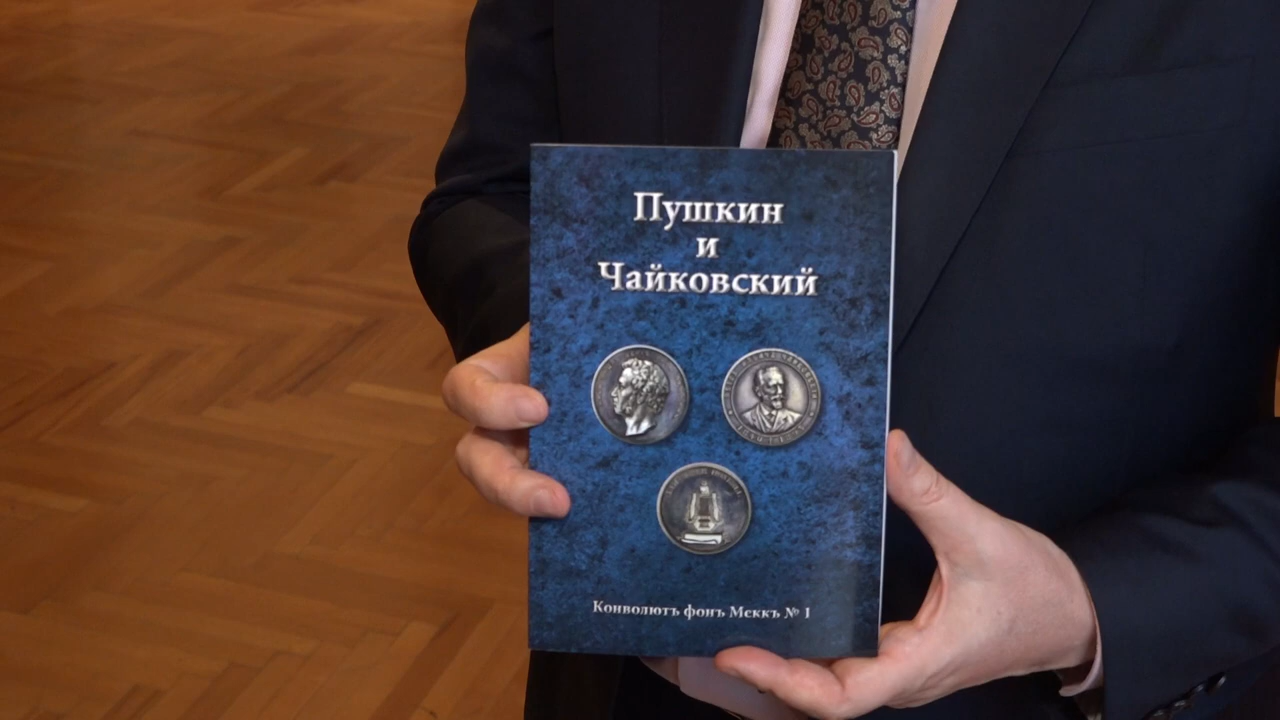 Пушкин
и
Чайковский
Конволютъ фонъ Меккъ № 1